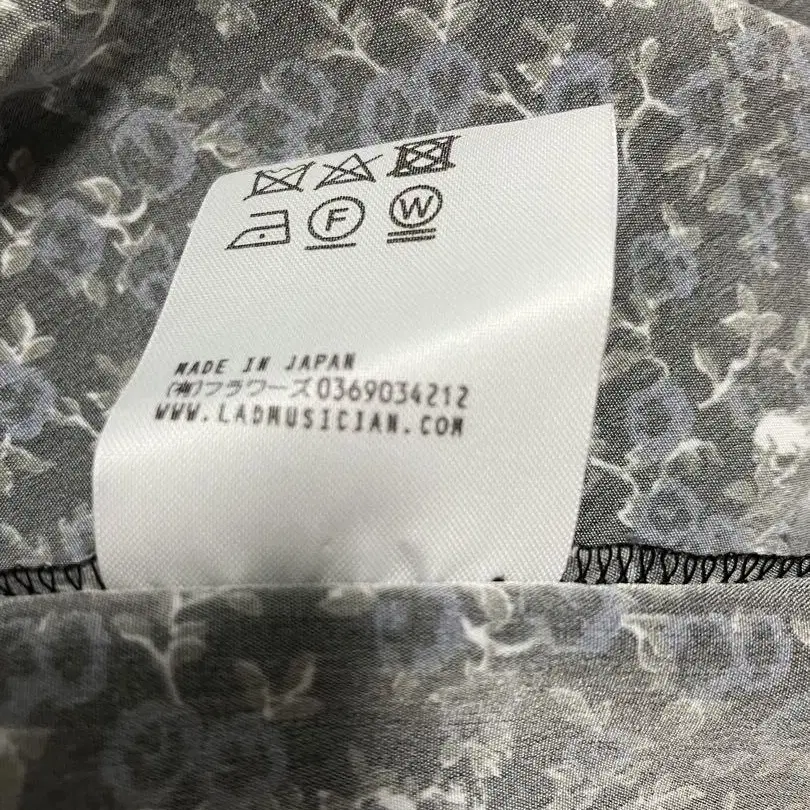 F W
MADE IN JAPAN
(有)フラワーズ0369034212
WWW.LADMUSICIAN.COM